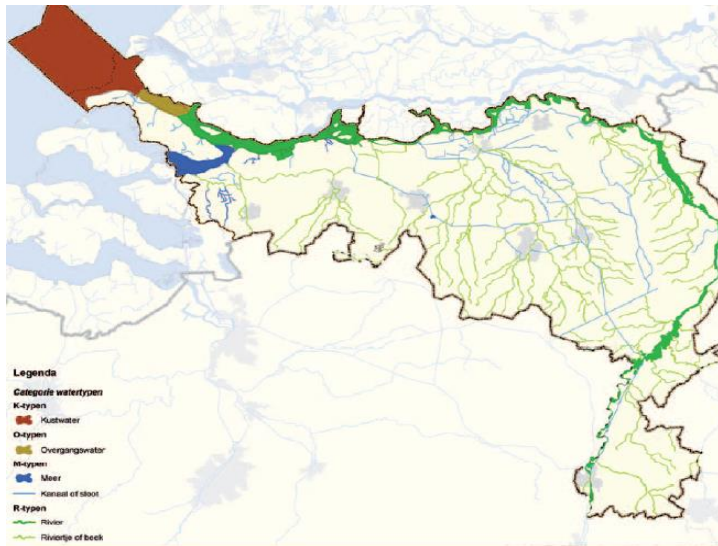 Legenda
Categorie watertypen
K-typen
Kustwater
O-typen
Overgangswater
M-typen
Meer
Kanaal of sloot
R-typen
Rivier
Riviertje of beek